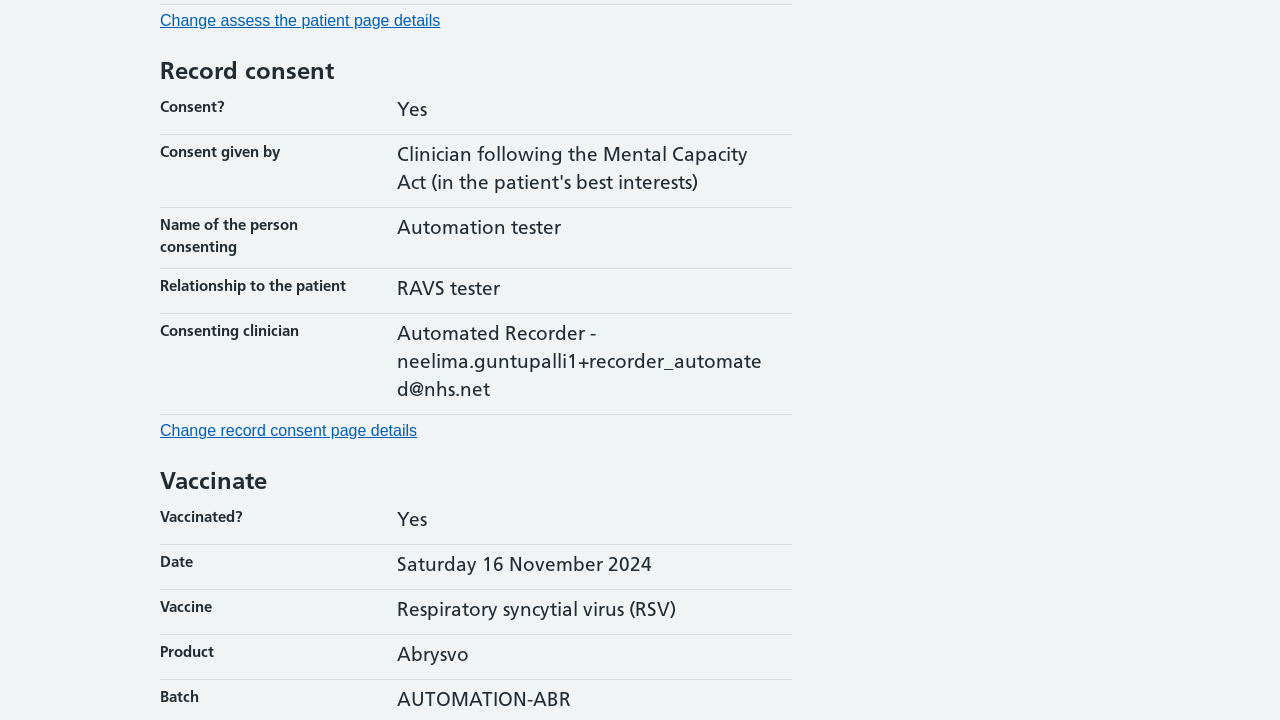 Change assess the patient page details
Record consent
Consent?
Yes
Consent given by
Clinician following the Mental Capacity
Act (in the patient's best interests)
Name of the person
consenting
Automation tester
Relationship to the patient
RAVS tester
Consenting clinician
Automated Recorder -
neelima.guntupalli1+recorder_automate
d@nhs.net
Change record consent page details
Vaccinate
Vaccinated?
Yes
Date
Saturday 16 November 2024
Vaccine
Respiratory syncytial virus (RSV)
Product
Abrysvo
Batch
AUTOMATION-ABR